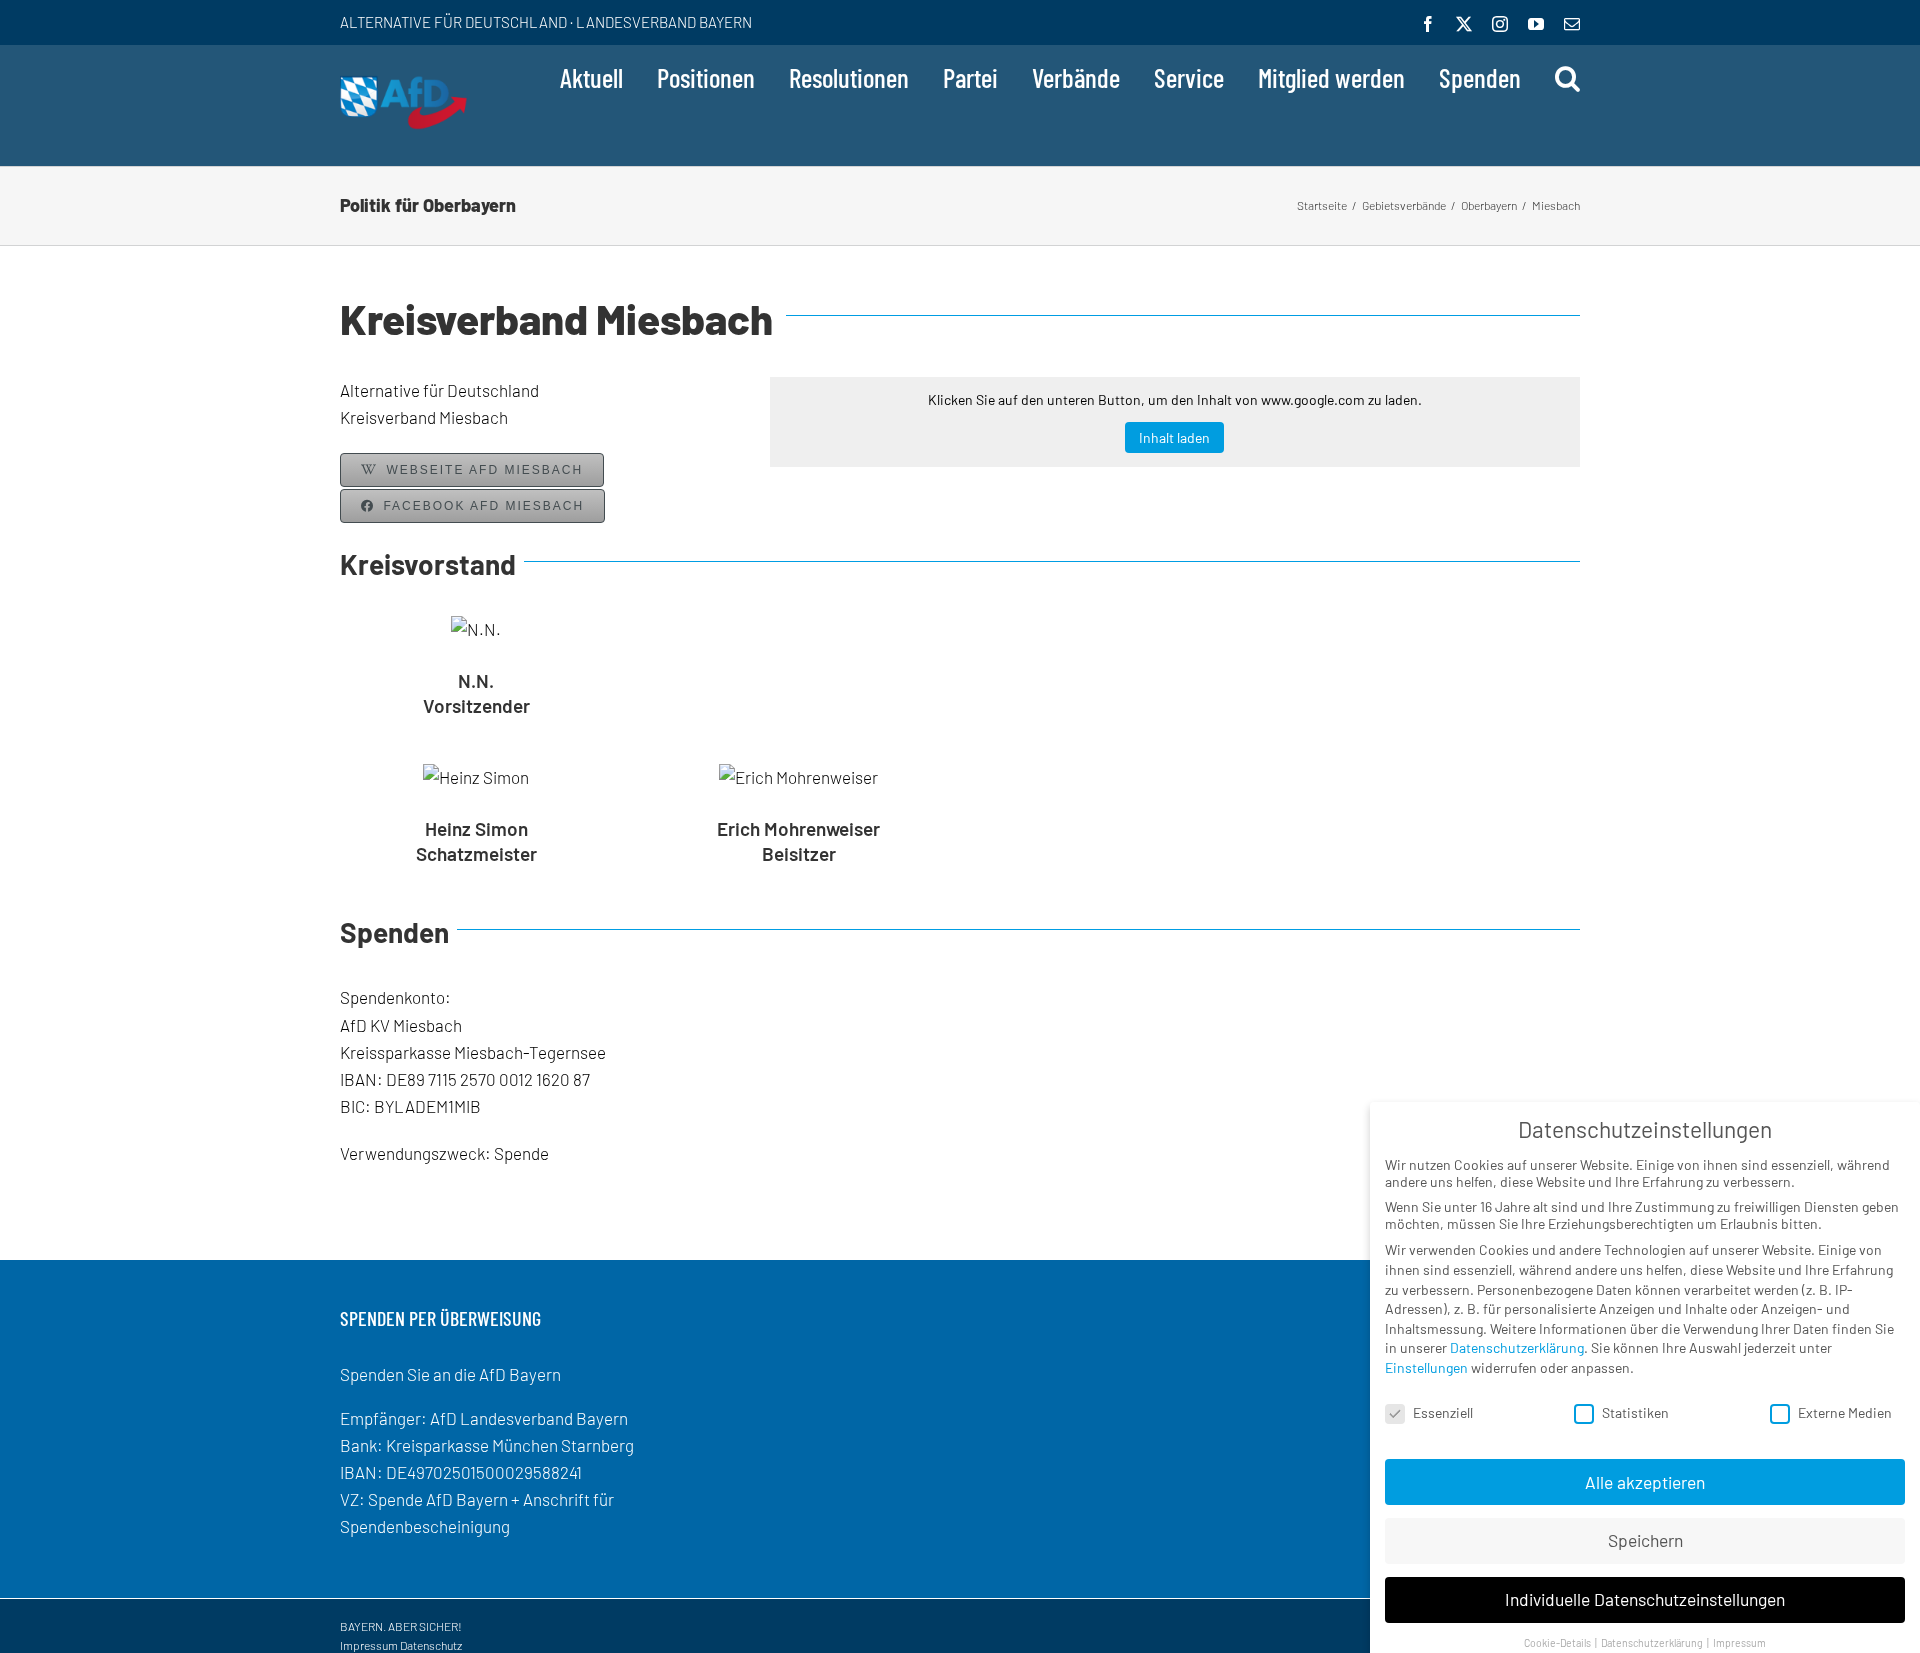 ALTERNATIVE FÜR DEUTSCHLAND · LANDESVERBAND BAYERN
AfD
Aktuell Positionen Resolutionen Partei Verbände Service Mitglied werden Spenden
Politik für Oberbayern
Startseite / Gebietsverbände / Oberbayern / Miesbach
Kreisverband Miesbach
Alternative für Deutschland
Kreisverband Miesbach
WEBSEITE AFD MIESBACH
FACEBOOK AFD MIESBACH
Klicken Sie auf den unteren Button, um den Inhalt von www.google.com zu laden.
Inhalt laden
Kreisvorstand
N.N.
N.N.
Vorsitzender
Heinz Simon
Heinz Simon
Schatzmeister
Erich Mohrenweiser
Erich Mohrenweiser
Beisitzer
Spenden
Spendenkonto:
AfD KV Miesbach
Kreissparkasse Miesbach-Tegernsee
IBAN: DE89 7115 2570 0012 1620 87
BIC: BYLADEM1MIB
Verwendungszweck: Spende
SPENDEN PER ÜBERWEISUNG
Spenden Sie an die AfD Bayern
Empfänger: AfD Landesverband Bayern
Bank: Kreisparkasse München Starnberg
IBAN: DE49702501500029588241
VZ: Spende AfD Bayern + Anschrift für
Spendenbescheinigung
BAYERN. ABER SICHER!
Impressum Datenschutz
Datenschutzeinstellungen
Wir nutzen Cookies auf unserer Website. Einige von ihnen sind essenziell, während
andere uns helfen, diese Website und Ihre Erfahrung zu verbessern.
Wenn Sie unter 16 Jahre alt sind und Ihre Zustimmung zu freiwilligen Diensten geben
möchten, müssen Sie Ihre Erziehungsberechtigten um Erlaubnis bitten.
Wir verwenden Cookies und andere Technologien auf unserer Website. Einige von
ihnen sind essenziell, während andere uns helfen, diese Website und Ihre Erfahrung
zu verbessern. Personenbezogene Daten können verarbeitet werden (z. B. IP-
Adressen), z. B. für personalisierte Anzeigen und Inhalte oder Anzeigen- und
Inhaltsmessung. Weitere Informationen über die Verwendung Ihrer Daten finden Sie
in unserer Datenschutzerklärung. Sie können Ihre Auswahl jederzeit unter
Einstellungen widerrufen oder anpassen.
Essenziell Statistiken Externe Medien
Alle akzeptieren
Speichern
Individuelle Datenschutzeinstellungen
Cookie-Details | Datenschutzerklärung | Impressum